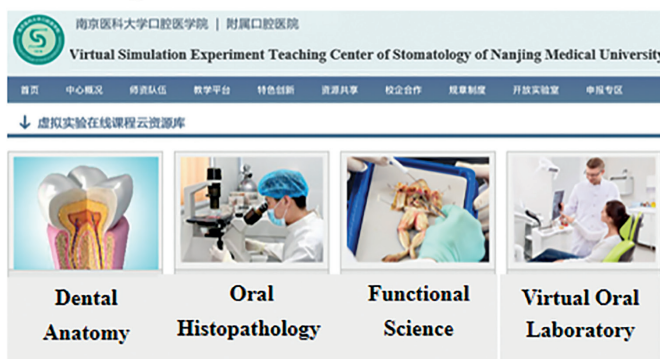 南京医科大学口腔医学院 | 附属口腔医院
Virtual Simulation Experiment Teaching Center of Stomatology of Nanjing Medical University
首页 中心概况 师资队伍 教学平台 特色创新 资源共享 校企合作 规章制度 开放实验室 申报专区
虚拟实验在线课程云资源库
Dental
Anatomy
Oral
Histopathology
Functional
Science
Virtual Oral
Laboratory